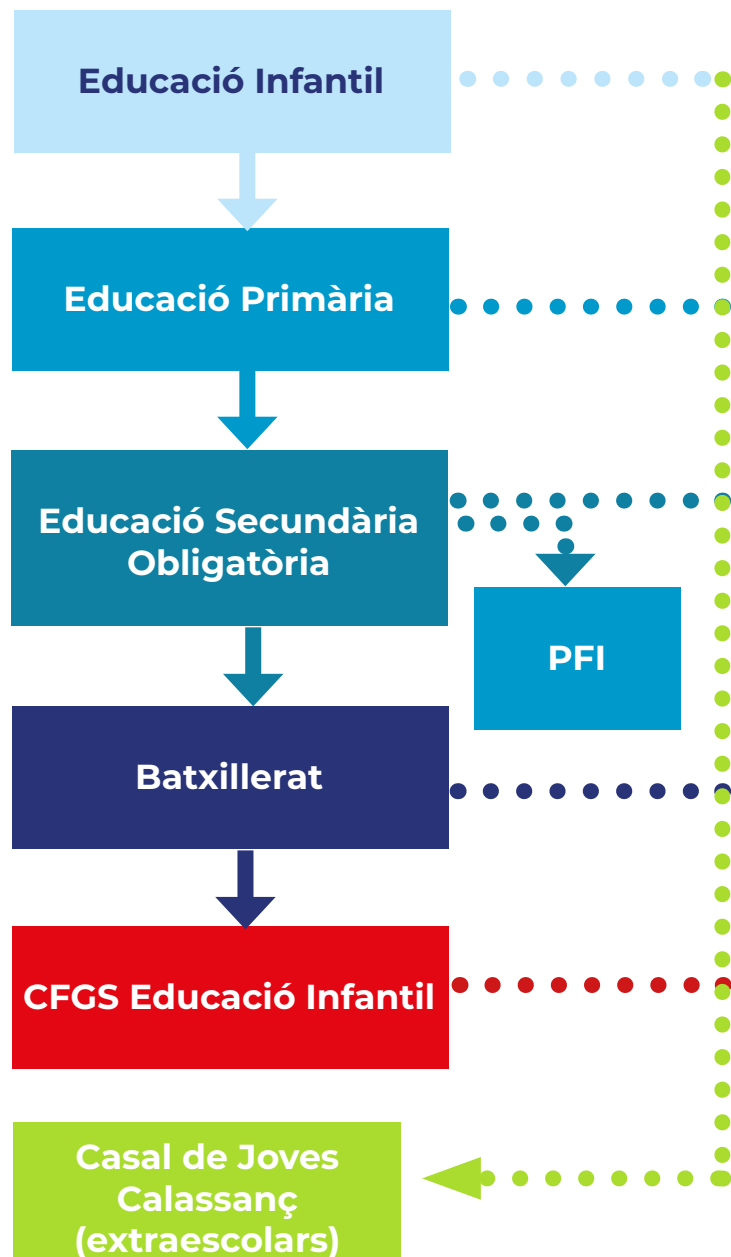 Educació Infantil
Educació Primària
Educació Secundària
Obligatòria
PFI
Batxillerat
CFGS Educació Infantil
Casal de Joves
Calassanç
(extraescolars)